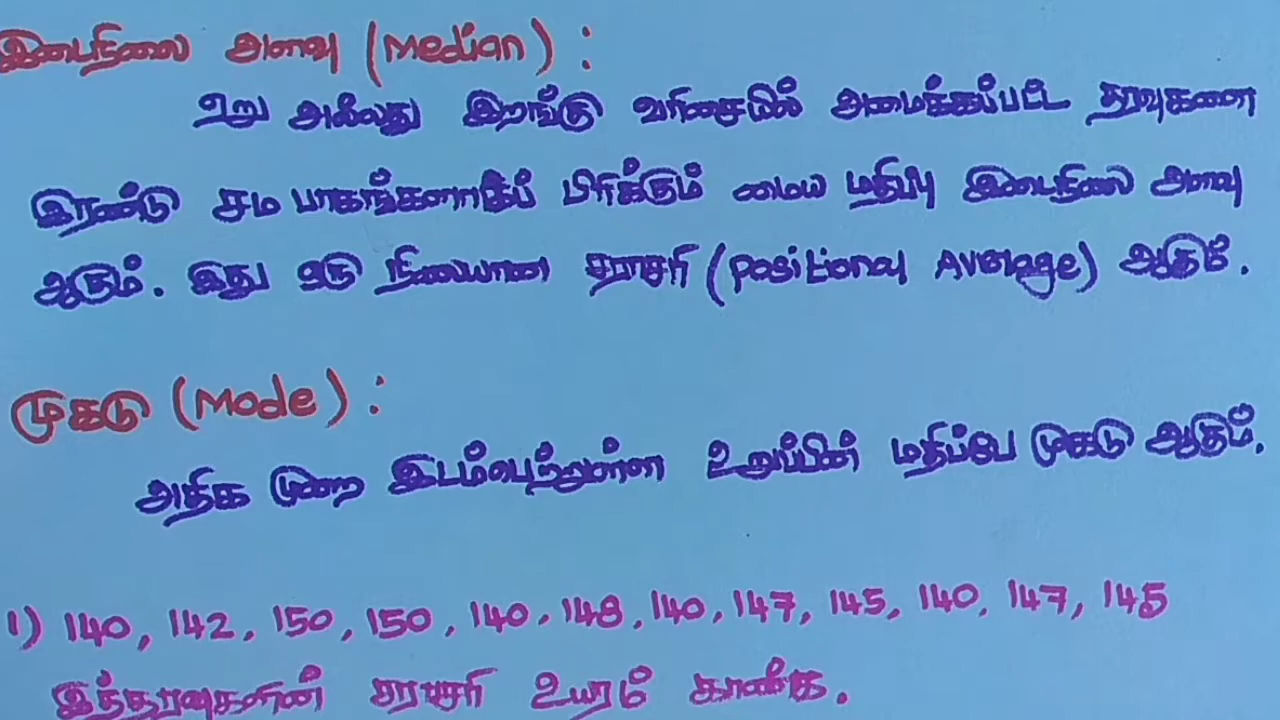 இடைநிலை அளவு (Median) :
ஏறு அல்லது இறங்கு வரிசையில் அமைக்கப்பட்ட தரவுகளை
இரண்டு சம பாகங்களாகப் பிரிக்கும் மைய மதிப்பு இடைநிலை அளவு
ஆகும். இது ஒரு நிலையான சராசரி (Positional Average) ஆகும்.
முகடு (Mode) :
அதிக முறை இடம்பெற்றுள்ள உறுப்பின் மதிப்பே முகடு ஆகும்.
1) 140, 142, 150, 150, 140, 148, 140, 147, 145, 140, 147, 145
இத்தரவுகளின் சராசரி உயரம் காண்க.